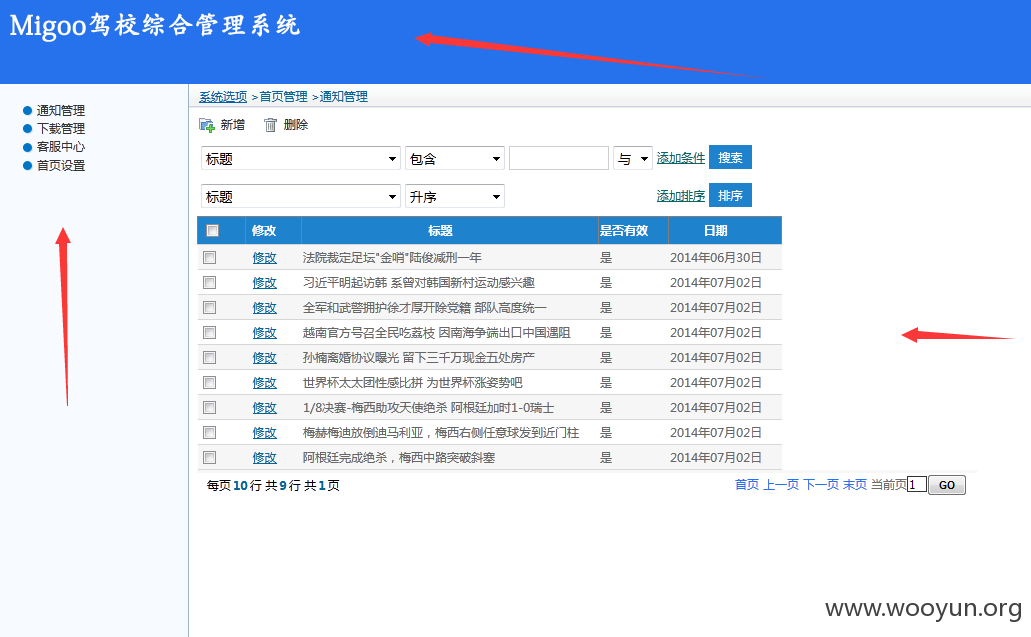 Migoo驾校综合管理系统
通知管理
下载管理
客服中心
首页设置
系统选项 >首页管理 >通知管理
新增 删除
标题 包含 与 添加条件 搜索
标题 升序 添加排序 排序
修改 标题 是否有效 日期
修改 法院裁定足坛"金哨"陆俊减刑一年 是 2014年06月30日
修改 习近平明起访韩 系曾对韩国新村运动感兴趣 是 2014年07月02日
修改 全军和武警拥护徐才厚开除党籍 部队高度统一 是 2014年07月02日
修改 越南官方号召全民吃荔枝 因南海争端出口中国遇阻 是 2014年07月02日
修改 孙楠离婚协议曝光 留下三千万现金五处房产 是 2014年07月02日
修改 世界杯太太团性感比拼 为世界杯涨姿势吧 是 2014年07月02日
修改 1/8决赛-梅西助攻天使绝杀 阿根廷加时1-0瑞士 是 2014年07月02日
修改 梅赫梅迪放倒迪马利亚，梅西右侧任意球发到近门柱 是 2014年07月02日
修改 阿根廷完成绝杀，梅西中路突破斜塞 是 2014年07月02日
每页10行 共9行 共1页 首页 上一页 下一页 末页 当前页1 GO
www.wooyun.org